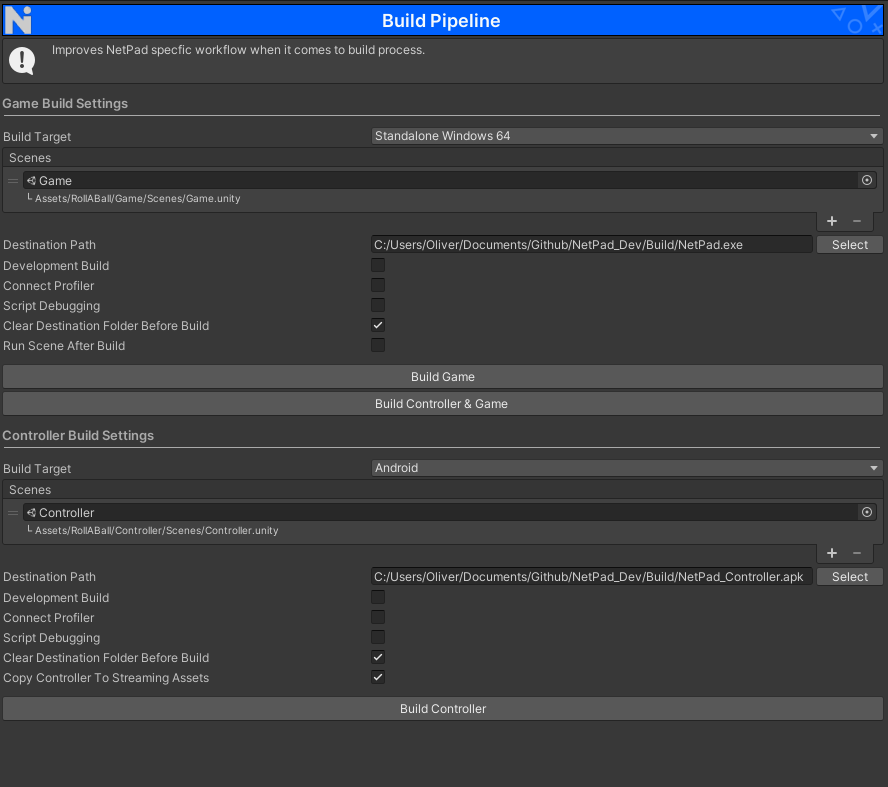 Build Pipeline
Improves NetPad specfic workflow when it comes to build process.
Game Build Settings
Build Target Standalone Windows 64
Scenes
Game
Assets/RollABall/Game/Scenes/Game.unity
+ −
Destination Path C:/Users/Oliver/Documents/Github/NetPad_Dev/Build/NetPad.exe Select
Development Build
Connect Profiler
Script Debugging
Clear Destination Folder Before Build
Run Scene After Build
Build Game
Build Controller & Game
Controller Build Settings
Build Target Android
Scenes
Controller
Assets/RollABall/Controller/Scenes/Controller.unity
+ −
Destination Path C:/Users/Oliver/Documents/Github/NetPad_Dev/Build/NetPad_Controller.apk Select
Development Build
Connect Profiler
Script Debugging
Clear Destination Folder Before Build
Copy Controller To Streaming Assets
Build Controller